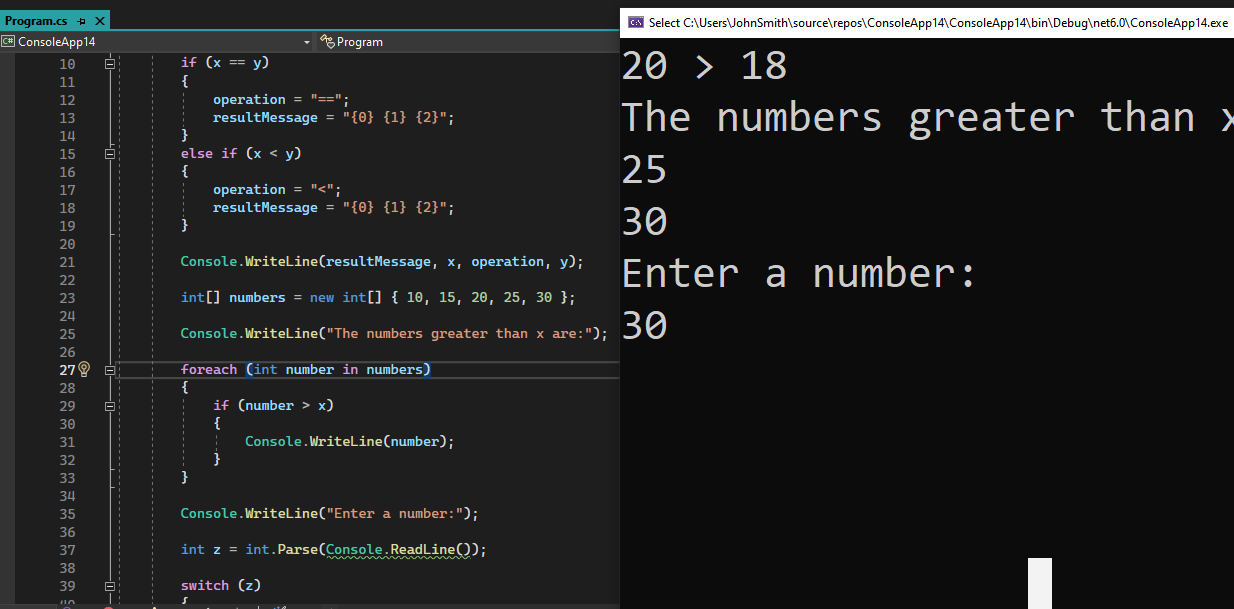 Program.cs
ConsoleApp14
Program
10 if (x == y)
11 {
12 operation = "==";
13 resultMessage = "{0} {1} {2}";
14 }
15 else if (x < y)
16 {
17 operation = "<";
18 resultMessage = "{0} {1} {2}";
19 }
20
21 Console.WriteLine(resultMessage, x, operation, y);
22
23 int[] numbers = new int[] { 10, 15, 20, 25, 30 };
24
25 Console.WriteLine("The numbers greater than x are:");
26
27 foreach (int number in numbers)
28 {
29 if (number > x)
30 {
31 Console.WriteLine(number);
32 }
33 }
34
35 Console.WriteLine("Enter a number:");
36
37 int z = int.Parse(Console.ReadLine());
38
39 switch (z)
40 {
Select C:\Users\JohnSmith\source\repos\ConsoleApp14\ConsoleApp14\bin\Debug\net6.0\ConsoleApp14.exe
20 > 18
The numbers greater than x
25
30
Enter a number:
30